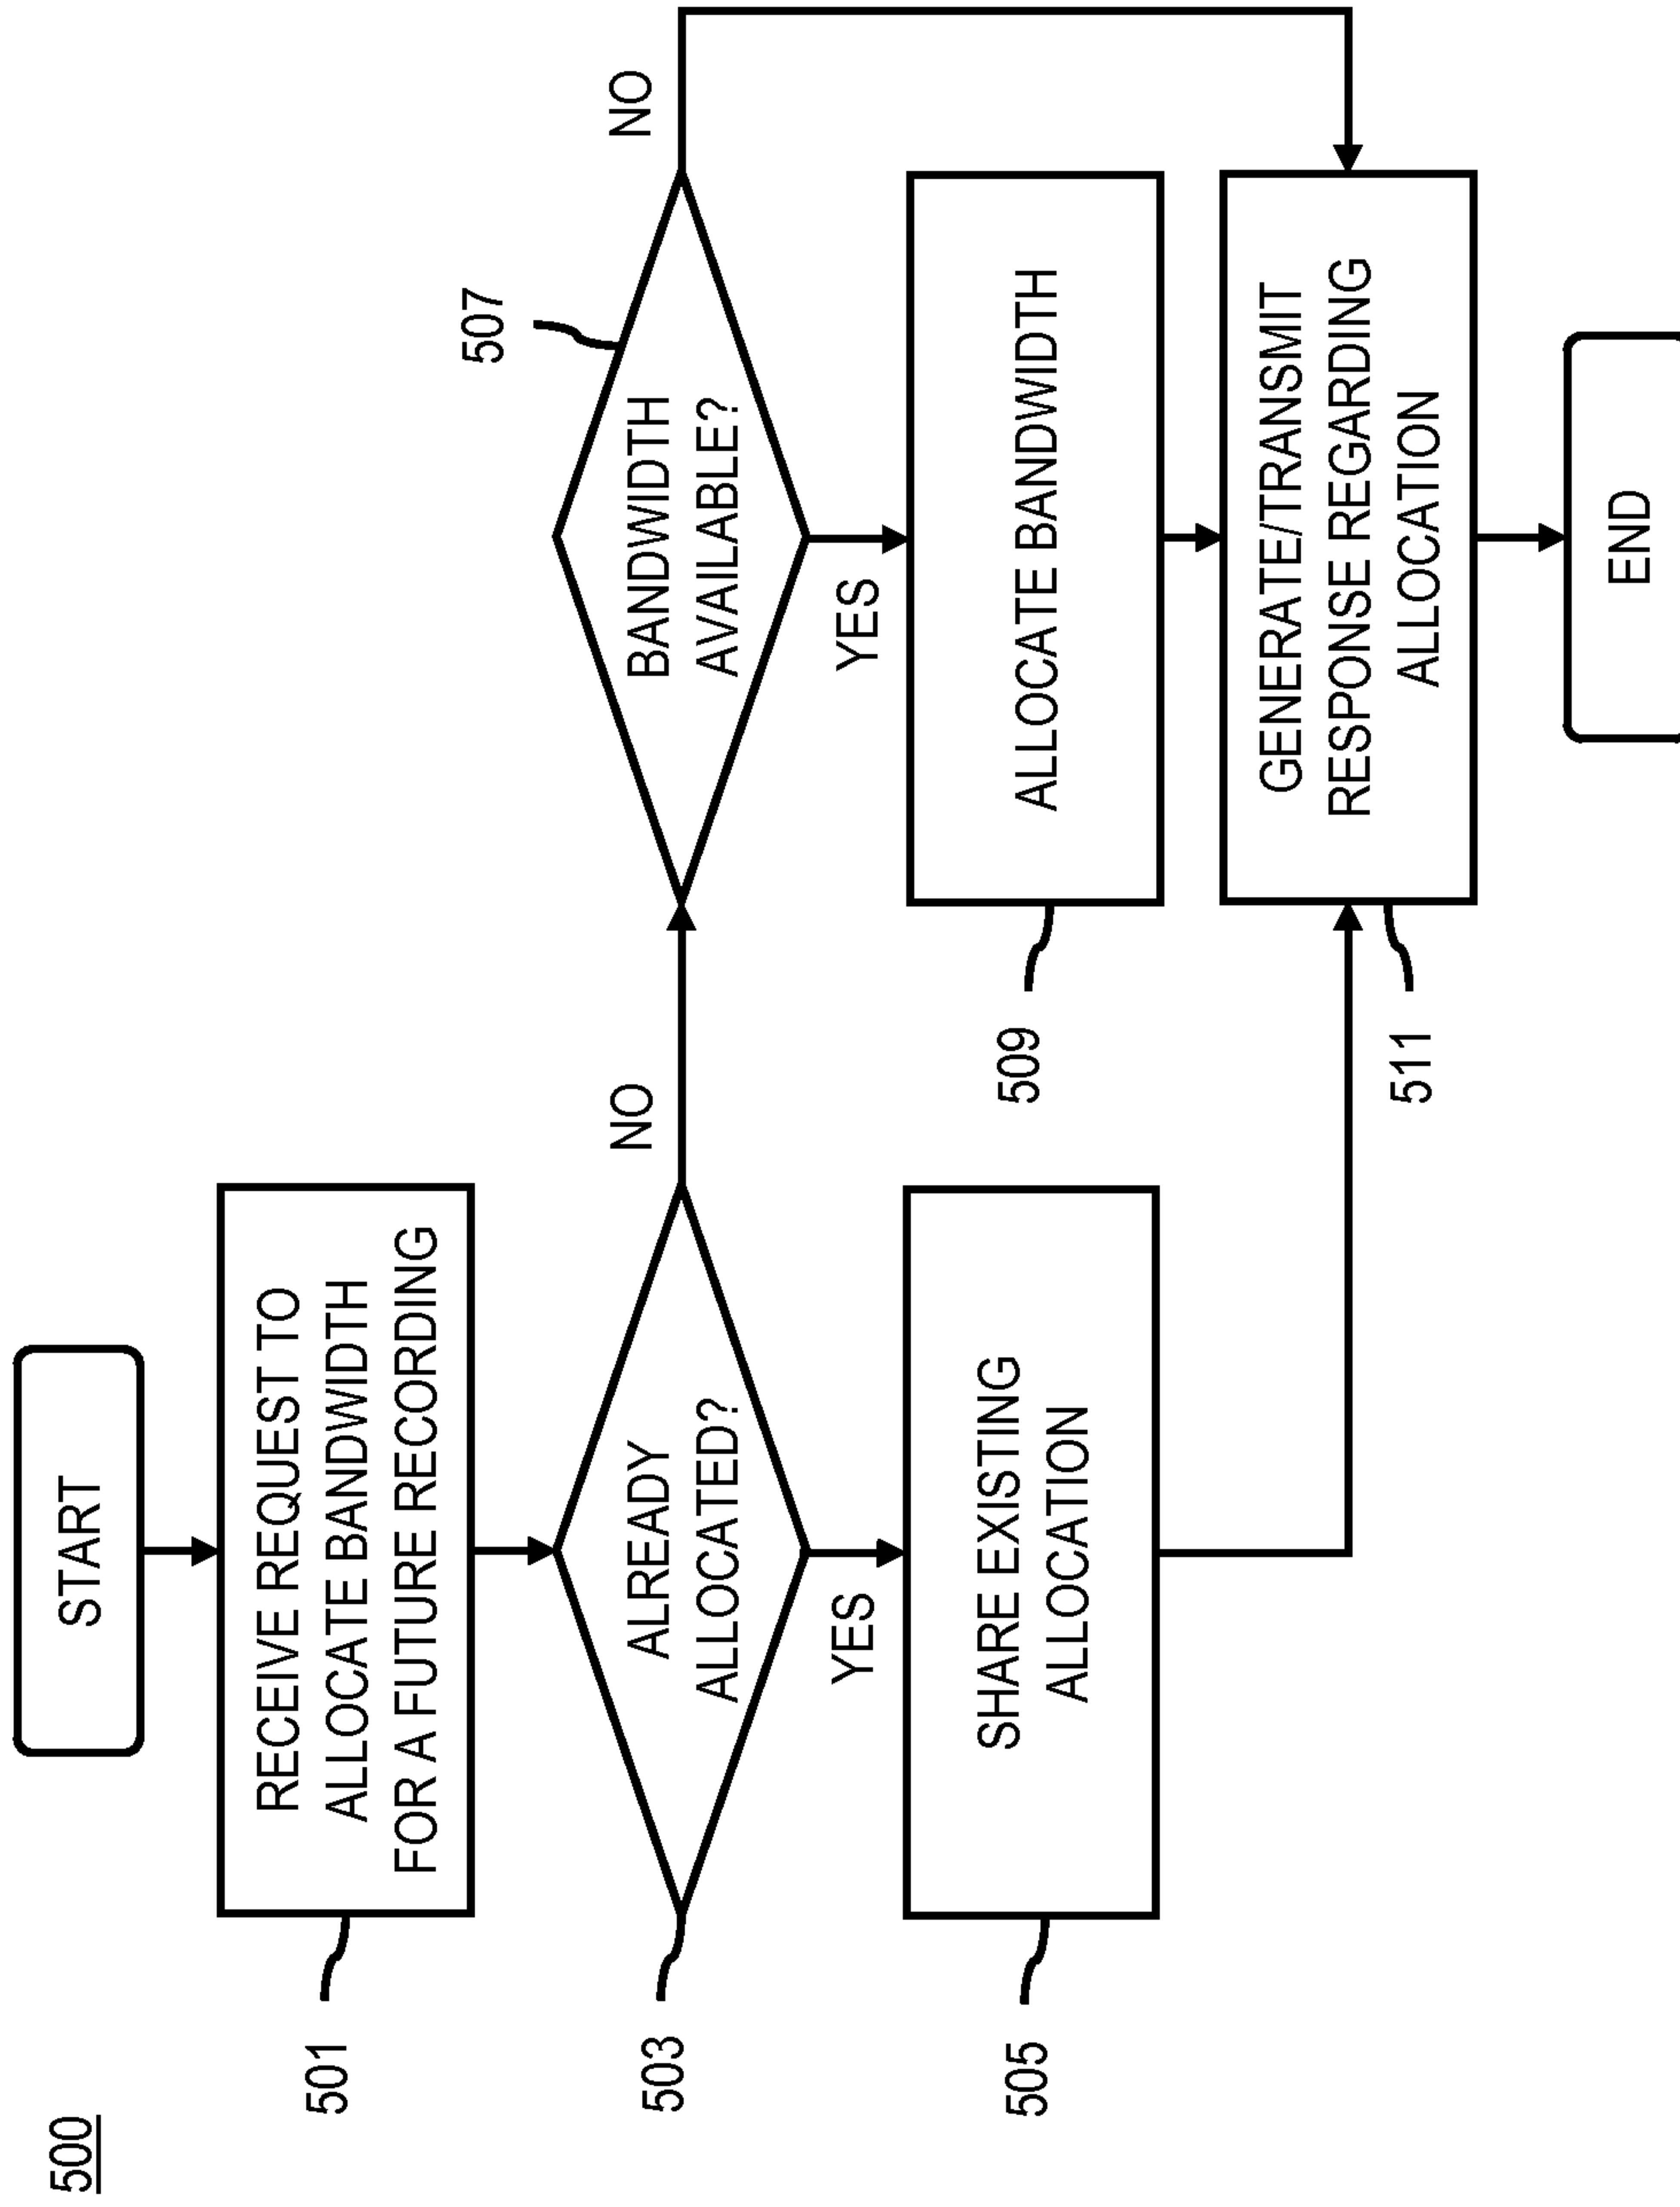 500
START
501
RECEIVE REQUEST TO
ALLOCATE BANDWIDTH
FOR A FUTURE RECORDING
503
ALREADY
ALLOCATED?
NO
YES
505
SHARE EXISTING
ALLOCATION
507
BANDWIDTH
AVAILABLE?
NO
YES
509
ALLOCATE BANDWIDTH
511
GENERATE/TRANSMIT
RESPONSE REGARDING
ALLOCATION
END